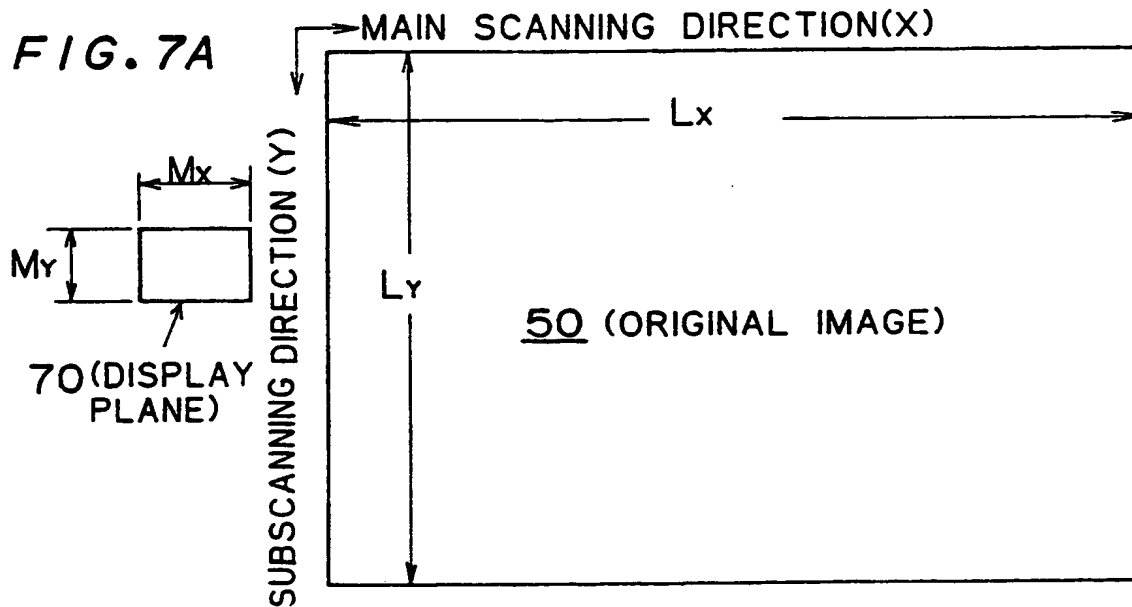 FIG. 7A
MAIN SCANNING DIRECTION(X)
SUBSCANNING DIRECTION (Y)
Lx
Mx
MY
LY
50 (ORIGINAL IMAGE)
70(DISPLAY
PLANE)